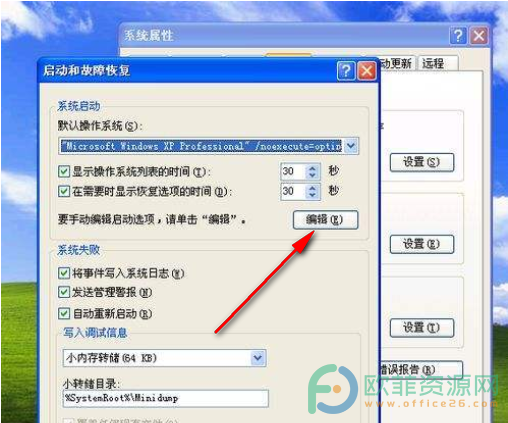 系统属性
动更新 远程
启动和故障恢复
系统启动
默认操作系统(S):
"Microsoft Windows XP Professional" /noexecute=optin
显示操作系统列表的时间(T): 30 秒
设置(S)
在需要时显示恢复选项的时间(D): 30 秒
要手动编辑启动选项，请单击“编辑”。 编辑(E)
设置(E)
系统失败
将事件写入系统日志(W)
发送管理警报(N)
自动重新启动(R)
设置(T)
写入调试信息
小内存转储(64 KB)
错误报告(R)
小转储目录:
%SystemRoot%\Minidump
欧菲资源网
www.office26.com